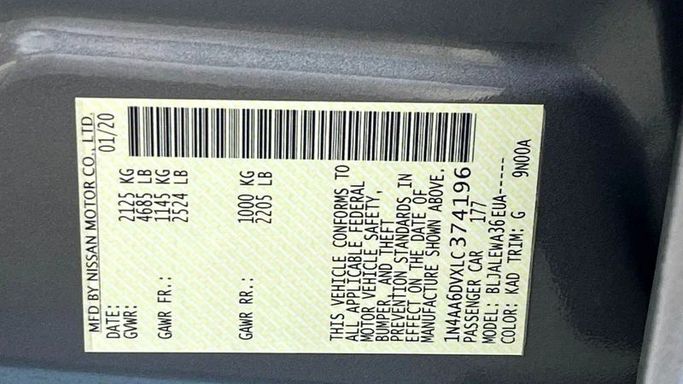 MFD BY NISSAN MOTOR CO., LTD.
DATE: 01/20
GVWR: 2125 KG
4685 LB
GAWR FR.: 1145 KG
2524 LB
GAWR RR.: 1000 KG
2205 LB
THIS VEHICLE CONFORMS TO
ALL APPLICABLE FEDERAL
MOTOR VEHICLE SAFETY,
BUMPER, AND THEFT
PREVENTION STANDARDS IN
EFFECT ON THE DATE OF
MANUFACTURE SHOWN ABOVE.
1N4AA6DVXLC374196
PASSENGER CAR 177
MODEL: BLJALEWA36EUA-----
COLOR: KAD TRIM: G 9N00A